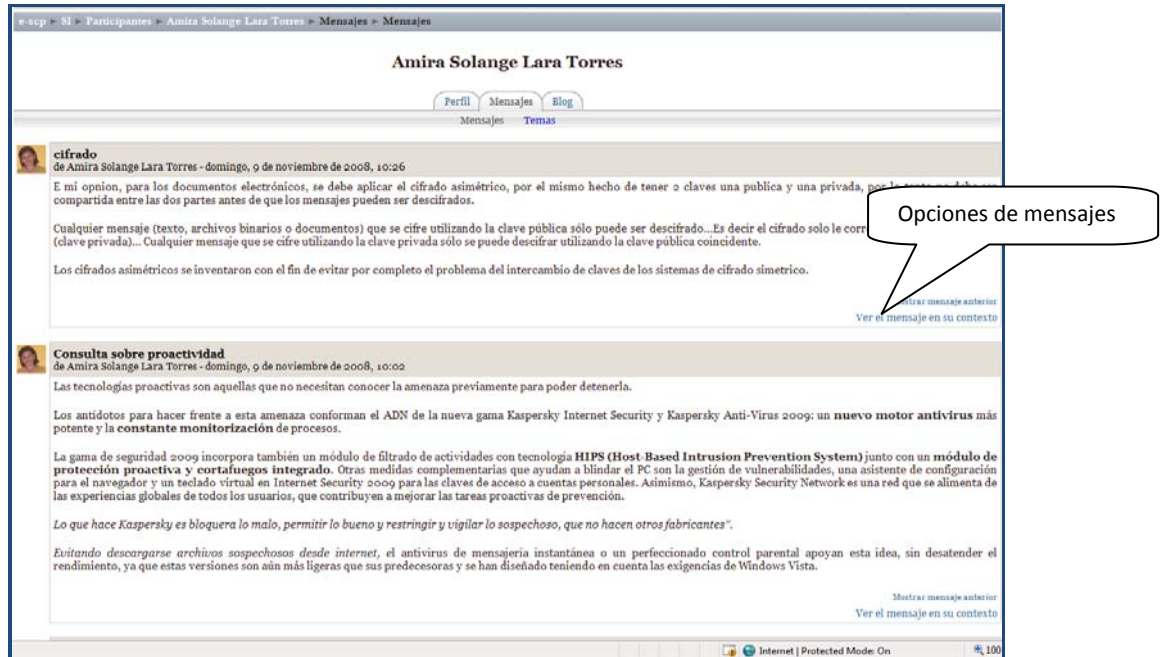 e-scp ► SI ► Participantes ► Amira Solange Lara Torres ► Mensajes ► Mensajes
Amira Solange Lara Torres
Perfil Mensajes Blog
Mensajes Temas
cifrado
de Amira Solange Lara Torres - domingo, 9 de noviembre de 2008, 10:26
E mi opnion, para los documentos electrónicos, se debe aplicar el cifrado asimétrico, por el mismo hecho de tener 2 claves una publica y una privada, por lo
compartida entre las dos partes antes de que los mensajes pueden ser descifrados.
Opciones de mensajes
Cualquier mensaje (texto, archivos binarios o documentos) que se cifre utilizando la clave pública sólo puede ser descifrado...Es decir el cifrado solo le
(clave privada)... Cualquier mensaje que se cifre utilizando la clave privada sólo se puede descifrar utilizando la clave pública coincidente.
Los cifrados asimétricos se inventaron con el fin de evitar por completo el problema del intercambio de claves de los sistemas de cifrado simetrico.
Mostrar mensaje anterior
Ver el mensaje en su contexto
Consulta sobre proactividad
de Amira Solange Lara Torres - domingo, 9 de noviembre de 2008, 10:02
Las tecnologías proactivas son aquellas que no necesitan conocer la amenaza previamente para poder detenerla.
Los antídotos para hacer frente a esta amenaza conforman el ADN de la nueva gama Kaspersky Internet Security y Kaspersky Anti-Virus 2009: un nuevo motor antivirus más
potente y la constante monitorización de procesos.
La gama de seguridad 2009 incorpora también un módulo de filtrado de actividades con tecnología HIPS (Host-Based Intrusion Prevention System) junto con un módulo de
protección proactiva y cortafuegos integrado. Otras medidas complementarias que ayudan a blindar el PC son la gestión de vulnerabilidades, una asistente de configuración
para el navegador y un teclado virtual en Internet Security 2009 para las claves de acceso a cuentas personales. Asimismo, Kaspersky Security Network es una red que se alimenta de
las experiencias globales de todos los usuarios, que contribuyen a mejorar las tareas proactivas de prevención.
Lo que hace Kaspersky es bloquera lo malo, permitir lo bueno y restringir y vigilar lo sospechoso, que no hacen otros fabricantes".
Evitando descargarse archivos sospechosos desde internet, el antivirus de mensajería instantánea o un perfeccionado control parental apoyan esta idea, sin desatender el
rendimiento, ya que estas versiones son aún más ligeras que sus predecesoras y se han diseñado teniendo en cuenta las exigencias de Windows Vista.
Mostrar mensaje anterior
Ver el mensaje en su contexto
Internet | Protected Mode: On 100